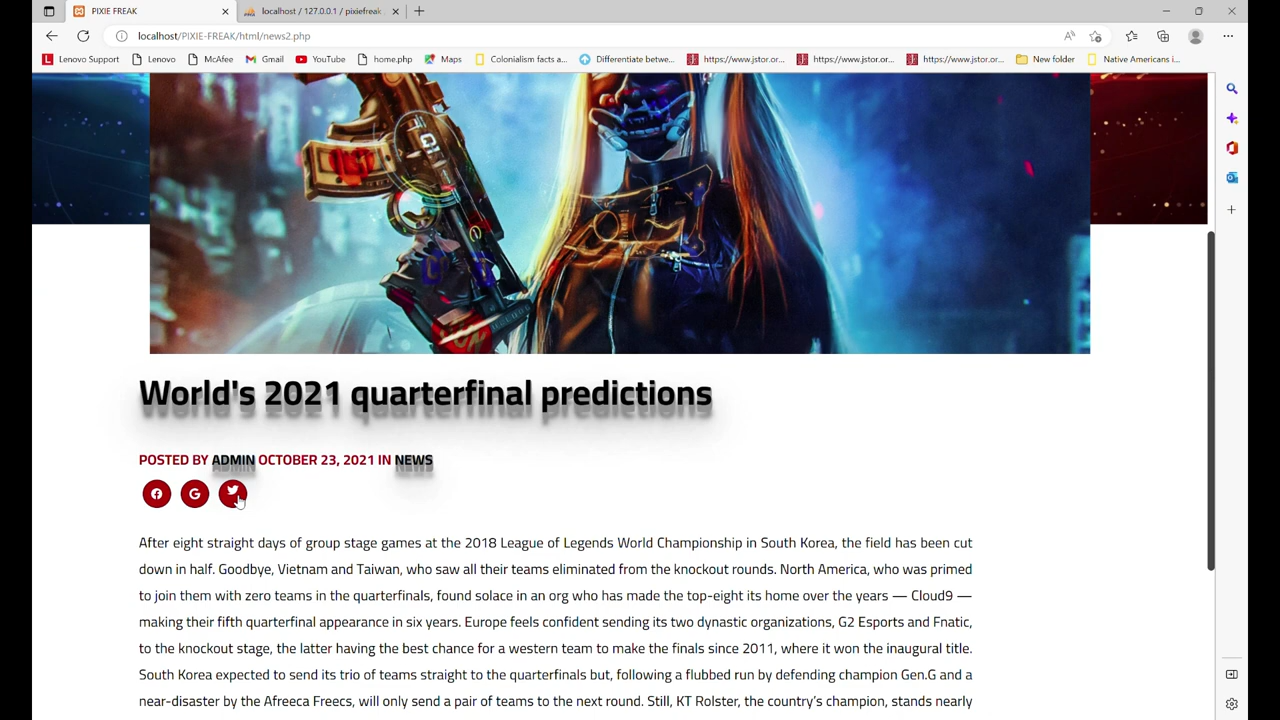 PIXIE FREAK
localhost / 127.0.0.1 / pixiefreak
localhost/PIXIE-FREAK/html/news2.php
Lenovo Support Lenovo McAfee Gmail YouTube home.php Maps Colonialism facts a... Differentiate betwe... https://www.jstor.or... https://www.jstor.or... https://www.jstor.or... New folder Native Americans i...
World's 2021 quarterfinal predictions
POSTED BY ADMIN OCTOBER 23, 2021 IN NEWS
After eight straight days of group stage games at the 2018 League of Legends World Championship in South Korea, the field has been cut
down in half. Goodbye, Vietnam and Taiwan, who saw all their teams eliminated from the knockout rounds. North America, who was primed
to join them with zero teams in the quarterfinals, found solace in an org who has made the top-eight its home over the years — Cloud9 —
making their fifth quarterfinal appearance in six years. Europe feels confident sending its two dynastic organizations, G2 Esports and Fnatic,
to the knockout stage, the latter having the best chance for a western team to make the finals since 2011, where it won the inaugural title.
South Korea expected to send its trio of teams straight to the quarterfinals but, following a flubbed run by defending champion Gen.G and a
near-disaster by the Afreeca Freecs, will only send a pair of teams to the next round. Still, KT Rolster, the country's champion, stands nearly